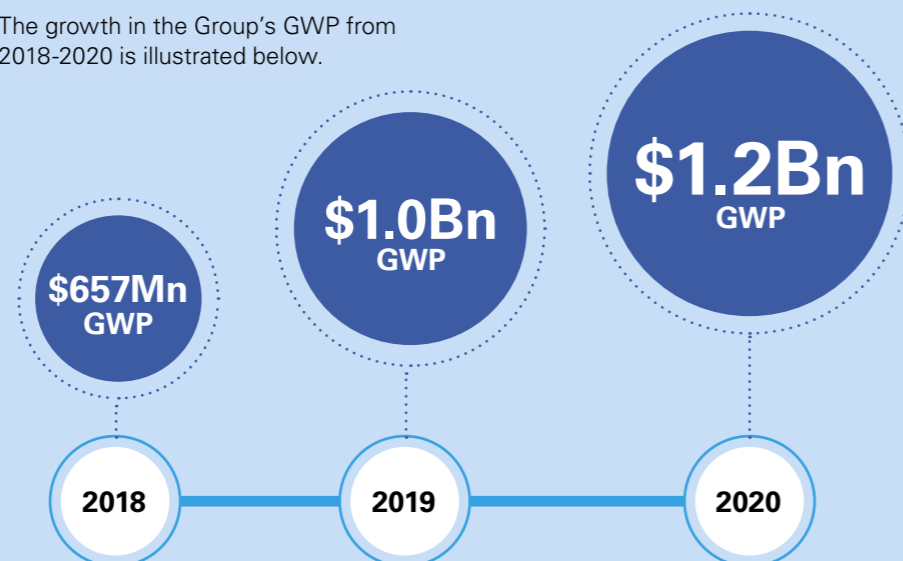 The growth in the Group's GWP from
2018-2020 is illustrated below.
$657Mn
GWP
$1.0Bn
GWP
$1.2Bn
GWP
2018
2019
2020